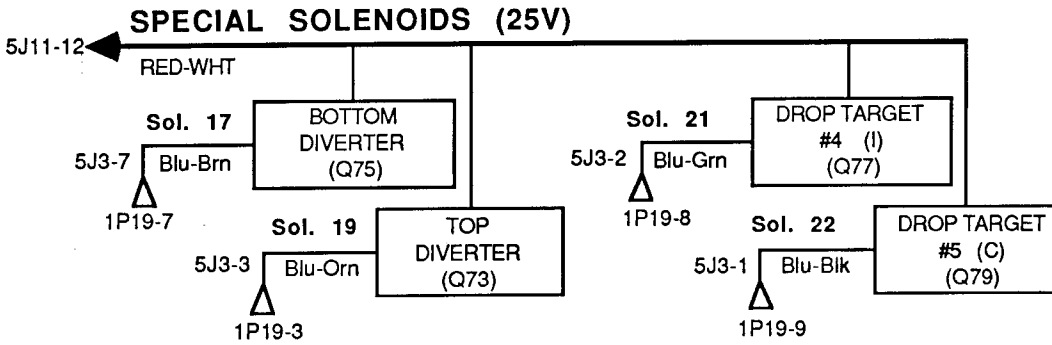 SPECIAL SOLENOIDS (25V)
5J11-12
RED-WHT
Sol. 17
BOTTOM
DIVERTER
(Q75)
5J3-7
Blu-Brn
1P19-7
Sol. 19
TOP
DIVERTER
(Q73)
5J3-3
Blu-Orn
1P19-3
Sol. 21
DROP TARGET
#4 (I)
(Q77)
5J3-2
Blu-Grn
1P19-8
Sol. 22
DROP TARGET
#5 (C)
(Q79)
5J3-1
Blu-Blk
1P19-9